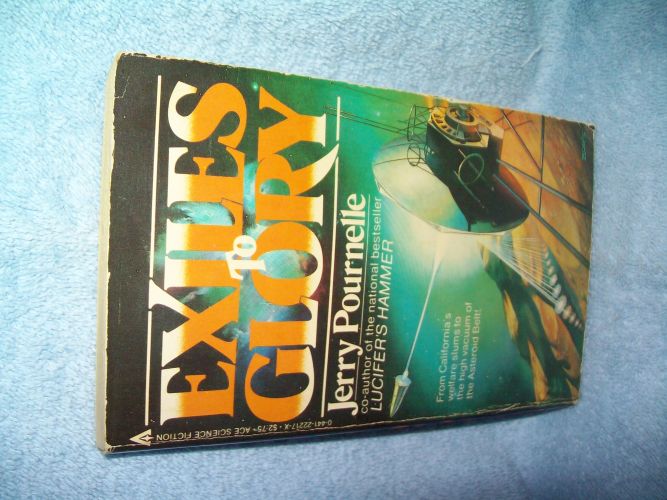 EXILES
TO
GLORY
Jerry Pournelle
co-author of the national bestseller
LUCIFER'S HAMMER
From California's
welfare slums to
the high vacuum of
the Asteroid Belt!
0-441-22217-X • $2.75 • ACE SCIENCE FICTION